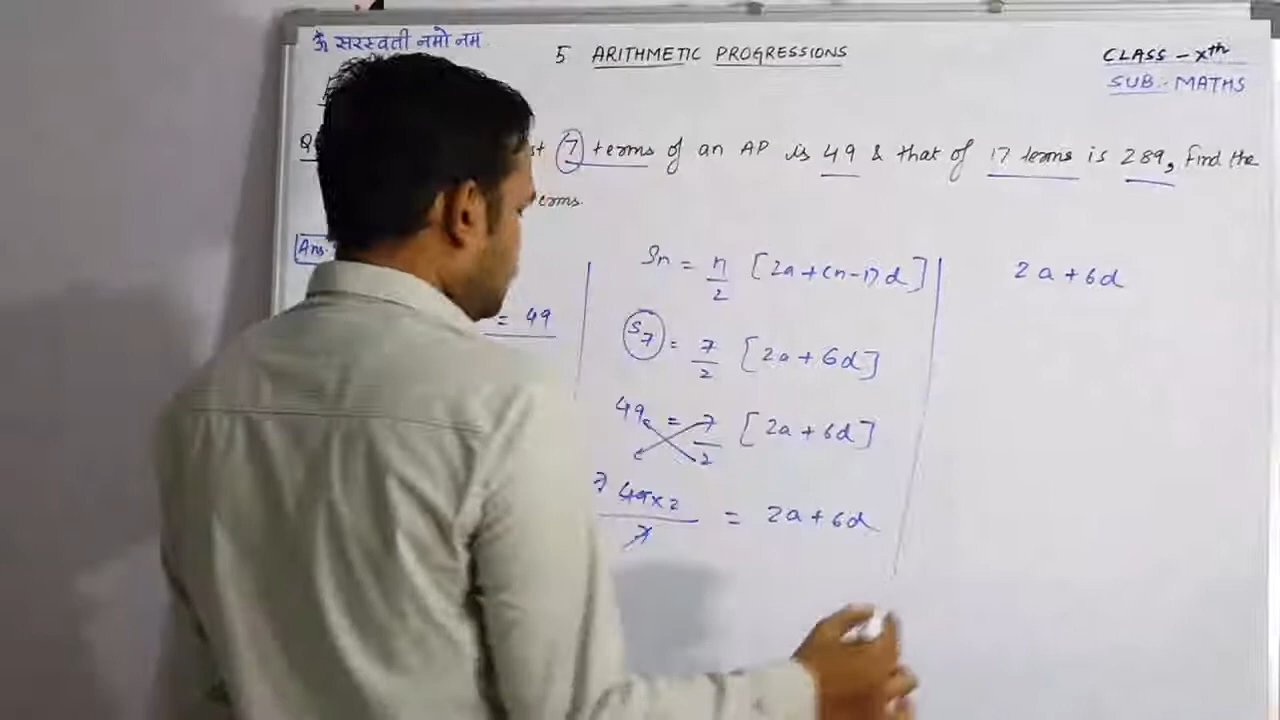 ॐ सरस्वती नमो नम
5 ARITHMETIC PROGRESSIONS
CLASS - Xth
SUB:- MATHS
Q st 7 terms of an AP is 49 & that of 17 terms is 289, find the
terms.
Ans.
= 49
Sn = n/2 [2a+(n-1)d]
S7 = 7/2 [2a+6d]
49 = 7/2 [2a+6d]
7 49x2/7 = 2a+6d
2a+6d